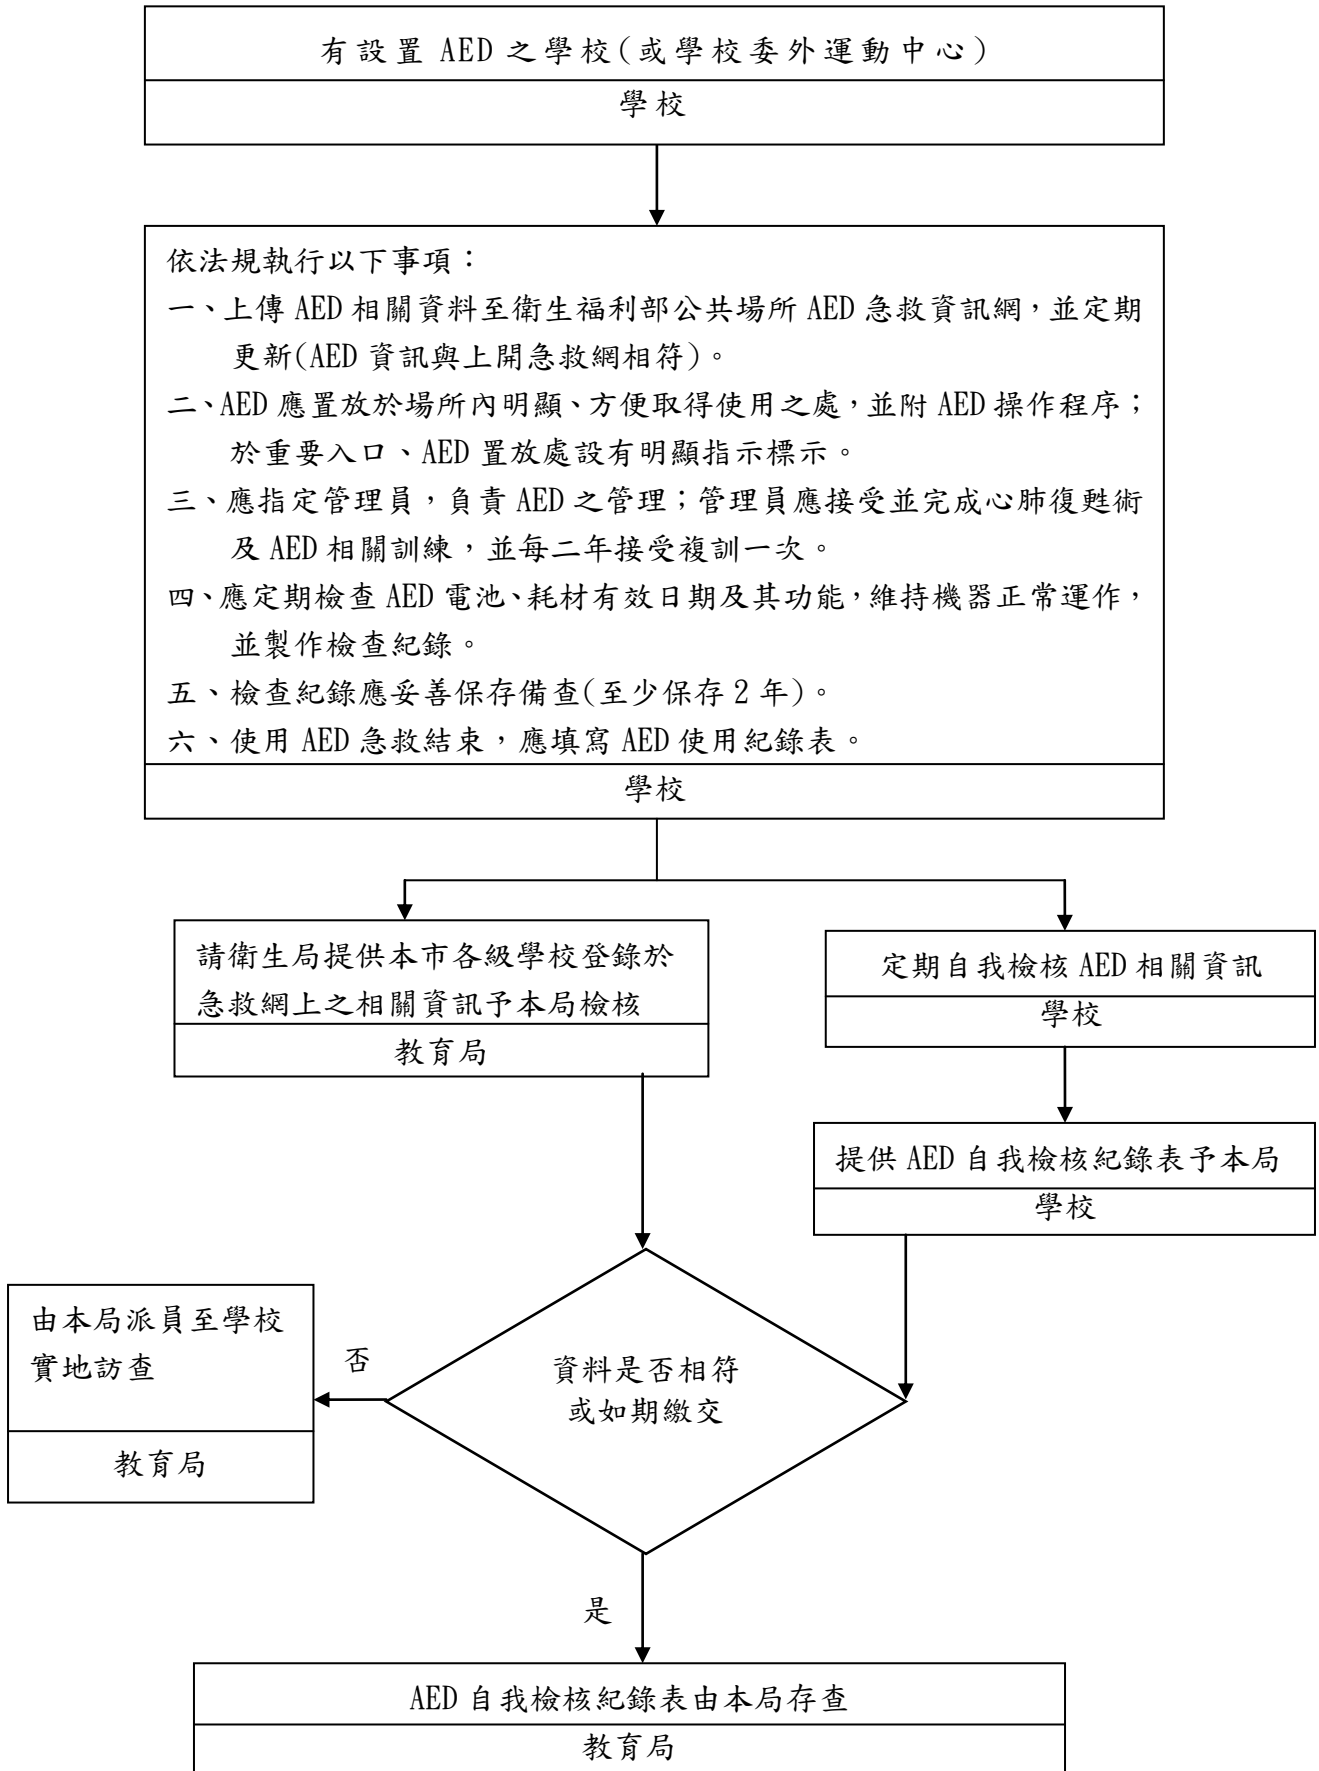 有設置 AED 之學校(或學校委外運動中心)
學校
依法規執行以下事項：
一、上傳 AED 相關資料至衛生福利部公共場所 AED 急救資訊網，並定期
更新(AED 資訊與上開急救網相符)。
二、AED 應置放於場所內明顯、方便取得使用之處，並附 AED 操作程序；
於重要入口、AED 置放處設有明顯指示標示。
三、應指定管理員，負責 AED 之管理；管理員應接受並完成心肺復甦術
及 AED 相關訓練，並每二年接受複訓一次。
四、應定期檢查 AED 電池、耗材有效日期及其功能，維持機器正常運作，
並製作檢查紀錄。
五、檢查紀錄應妥善保存備查(至少保存 2 年)。
六、使用 AED 急救結束，應填寫 AED 使用紀錄表。
學校
請衛生局提供本市各級學校登錄於
急救網上之相關資訊予本局檢核
教育局
定期自我檢核 AED 相關資訊
學校
提供 AED 自我檢核紀錄表予本局
學校
資料是否相符
或如期繳交
否
由本局派員至學校
實地訪查
教育局
是
AED 自我檢核紀錄表由本局存查
教育局